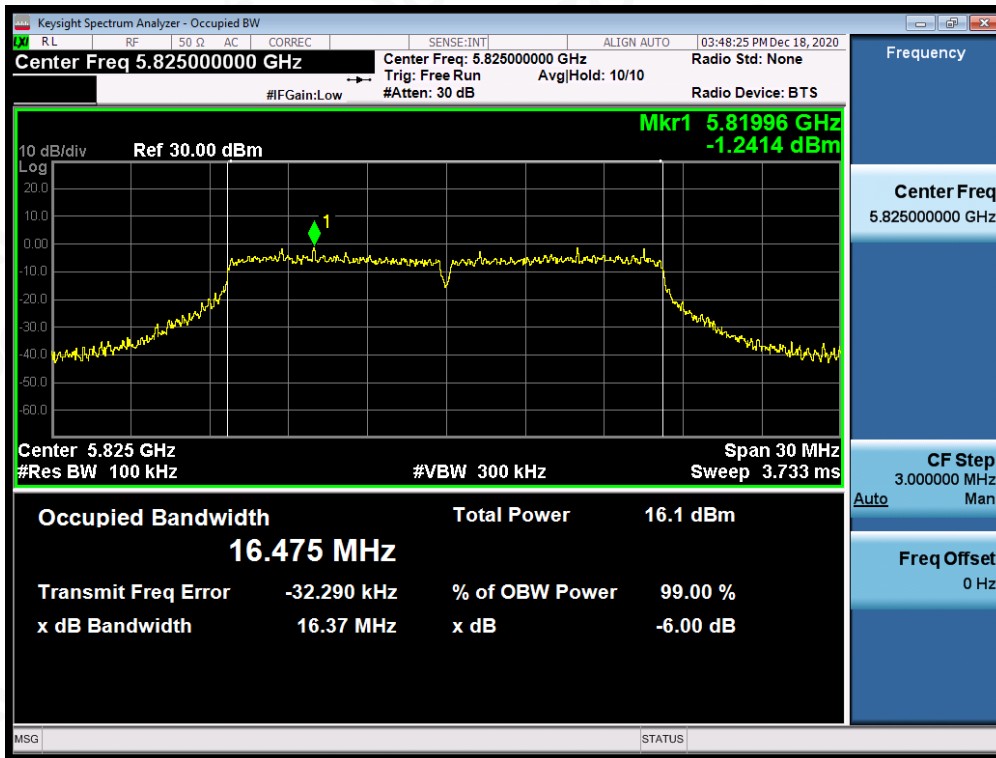 Keysight Spectrum Analyzer - Occupied BW
LXI RL RF 50 Ω AC CORREC SENSE:INT ALIGN AUTO 03:48:25 PM Dec 18, 2020
Center Freq 5.825000000 GHz
Center Freq: 5.825000000 GHz
Radio Std: None
Trig: Free Run Avg|Hold: 10/10
#IFGain:Low
#Atten: 30 dB
Radio Device: BTS
Mkr1 5.81996 GHz
-1.2414 dBm
10 dB/div Ref 30.00 dBm
Log
20.0
10.0
1
0.00
-10.0
-20.0
-30.0
-40.0
-50.0
-60.0
Center 5.825 GHz
Span 30 MHz
#Res BW 100 kHz
#VBW 300 kHz
Sweep 3.733 ms
Occupied Bandwidth
Total Power 16.1 dBm
16.475 MHz
Transmit Freq Error -32.290 kHz
% of OBW Power 99.00 %
x dB Bandwidth 16.37 MHz
x dB -6.00 dB
MSG
STATUS
Frequency
Center Freq
5.825000000 GHz
CF Step
3.000000 MHz
Auto Man
Freq Offset
0 Hz